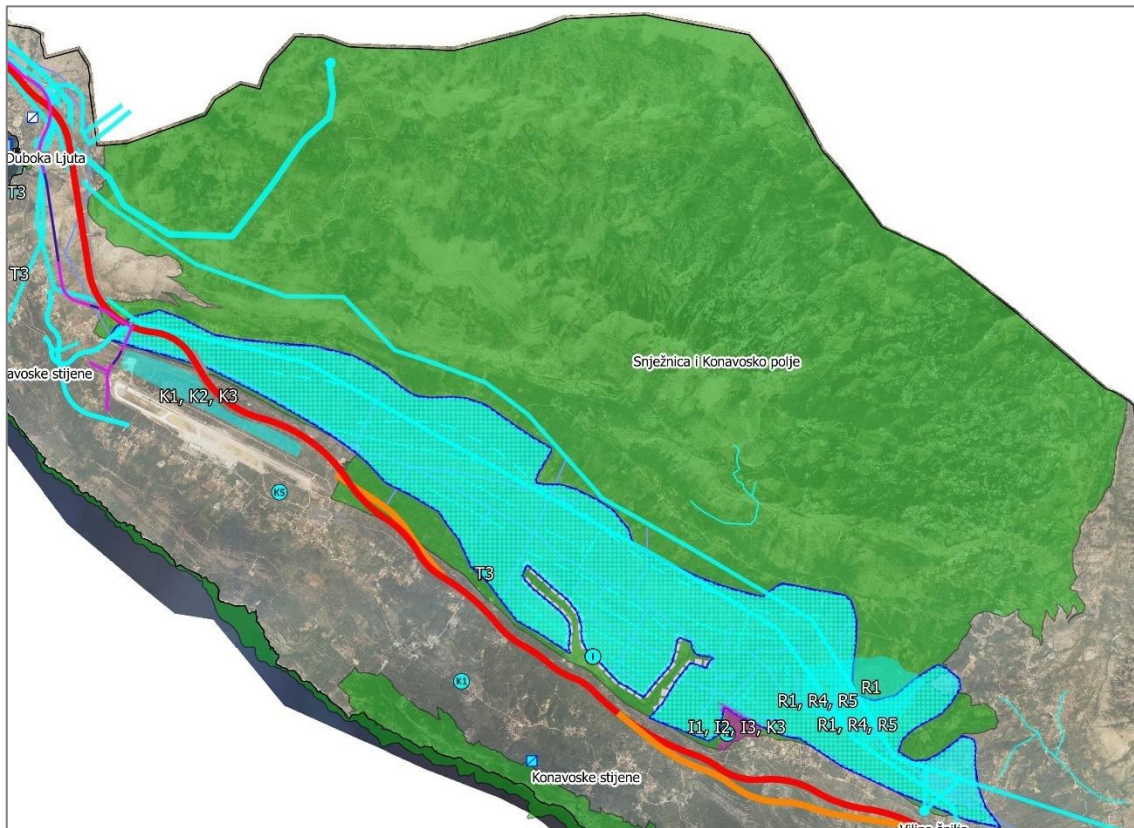 Duboka Ljuta
T3
T3
Snježnica i Konavosko polje
avoske stijene
K1, K2, K3
K5
T3
I
K1
R1
R1, R4, R5
R1, R4, R5
I1, I2, I3, K3
Konavoske stijene